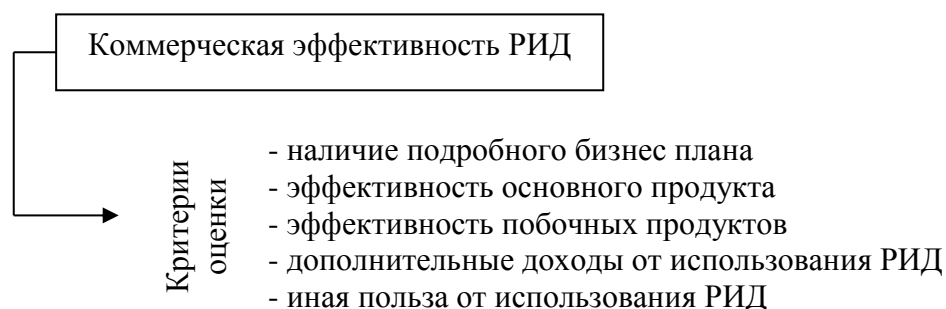 Коммерческая эффективность РИД
Критерии
оценки
- наличие подробного бизнес плана
- эффективность основного продукта
- эффективность побочных продуктов
- дополнительные доходы от использования РИД
- иная польза от использования РИД